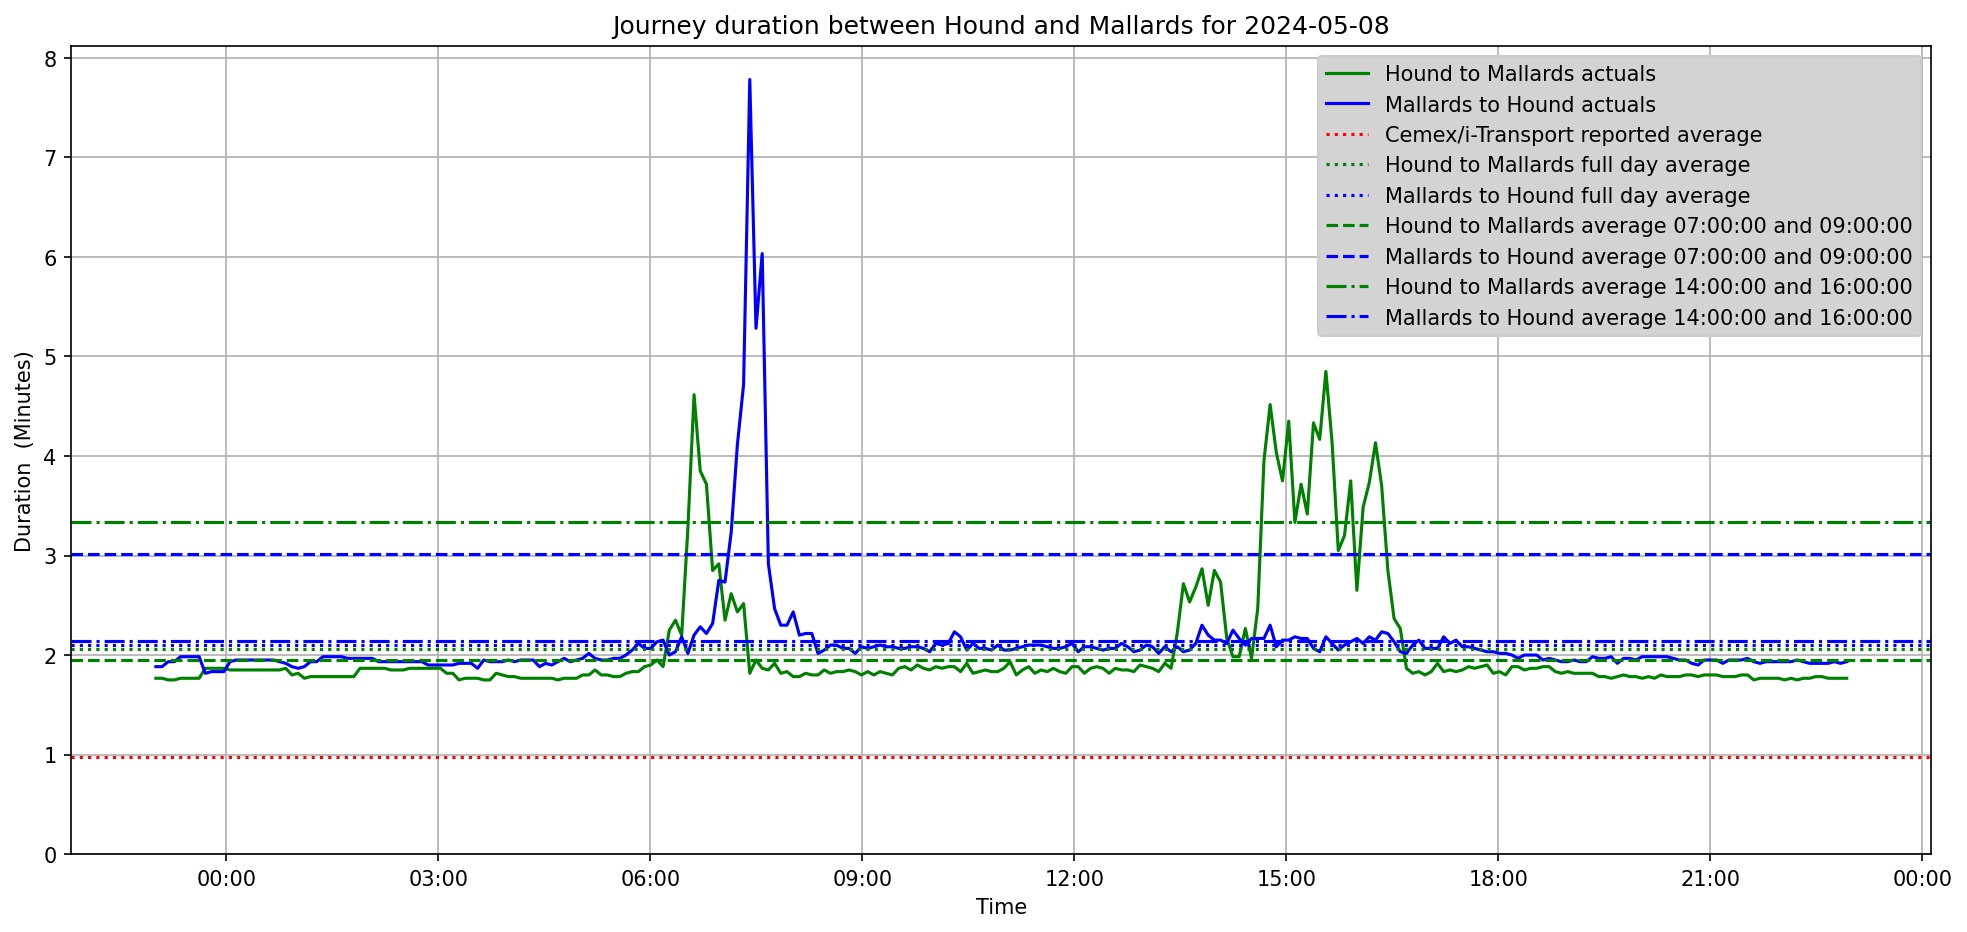 Journey duration between Hound and Mallards for 2024-05-08
Hound to Mallards actuals
Mallards to Hound actuals
Cemex/i-Transport reported average
Hound to Mallards full day average
Mallards to Hound full day average
Hound to Mallards average 07:00:00 and 09:00:00
Mallards to Hound average 07:00:00 and 09:00:00
Hound to Mallards average 14:00:00 and 16:00:00
Mallards to Hound average 14:00:00 and 16:00:00
Duration  (Minutes)
8
7
6
5
4
3
2
1
0
00:00 03:00 06:00 09:00 12:00 15:00 18:00 21:00 00:00
Time